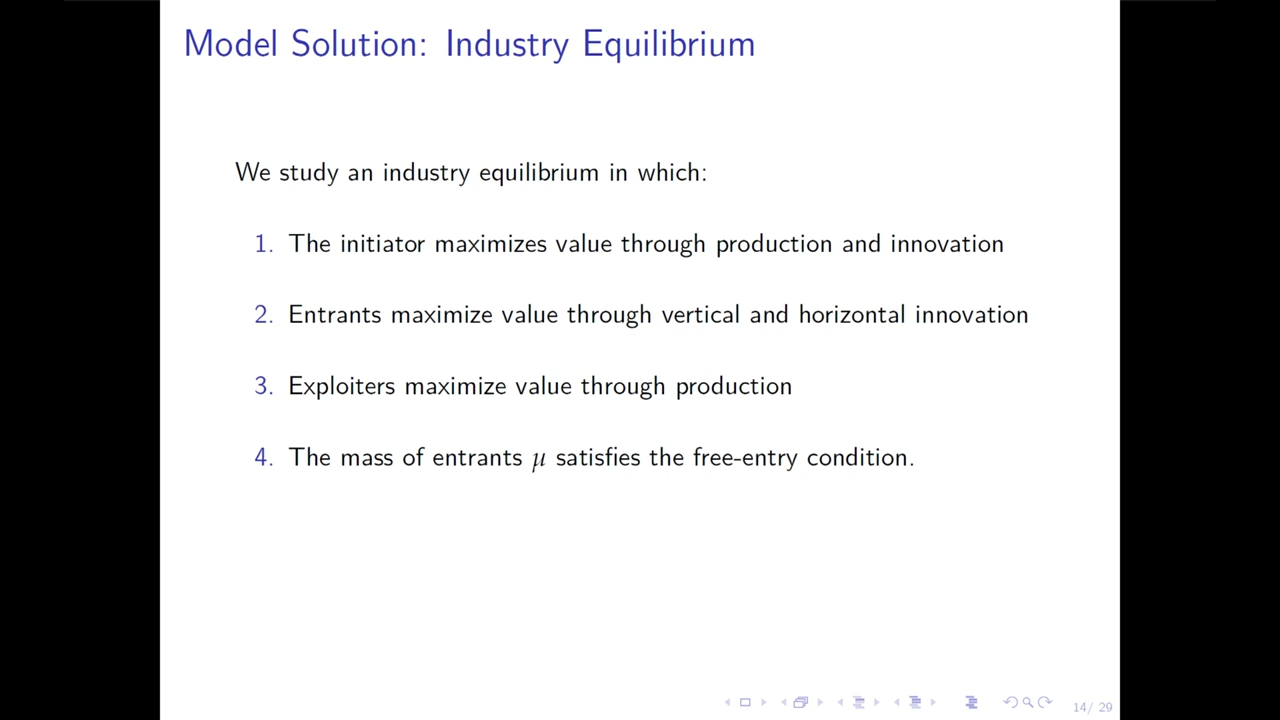 Model Solution: Industry Equilibrium
We study an industry equilibrium in which:
1. The initiator maximizes value through production and innovation
2. Entrants maximize value through vertical and horizontal innovation
3. Exploiters maximize value through production
4. The mass of entrants μ satisfies the free-entry condition.
14/ 29